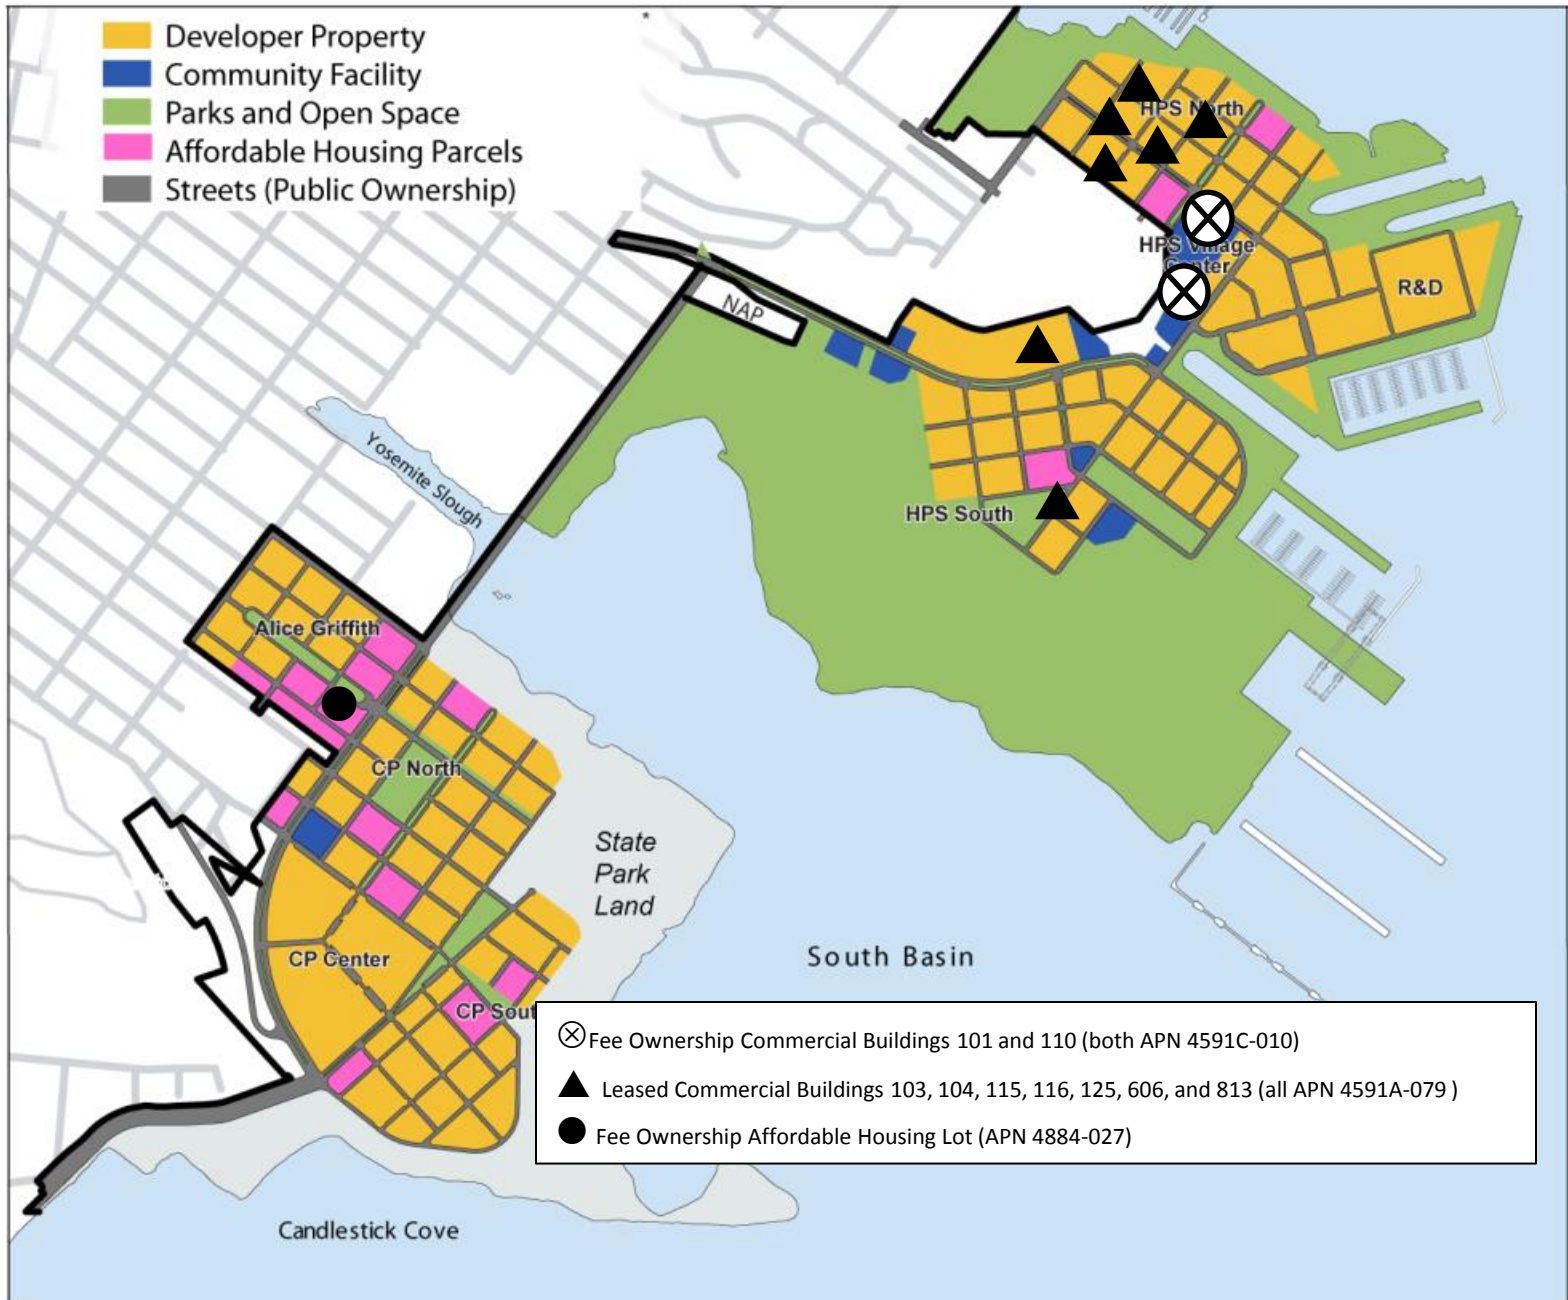 *
Developer Property
Community Facility
Parks and Open Space
Affordable Housing Parcels
Streets (Public Ownership)
HPS North
HPS Village
Center
R&D
NAP
Yosemite Slough
HPS South
Alice Griffith
CP North
State
Park
Land
CP Center
South Basin
CP Sout
⊗ Fee Ownership Commercial Buildings 101 and 110 (both APN 4591C-010)
▲ Leased Commercial Buildings 103, 104, 115, 116, 125, 606, and 813 (all APN 4591A-079 )
● Fee Ownership Affordable Housing Lot (APN 4884-027)
Candlestick Cove